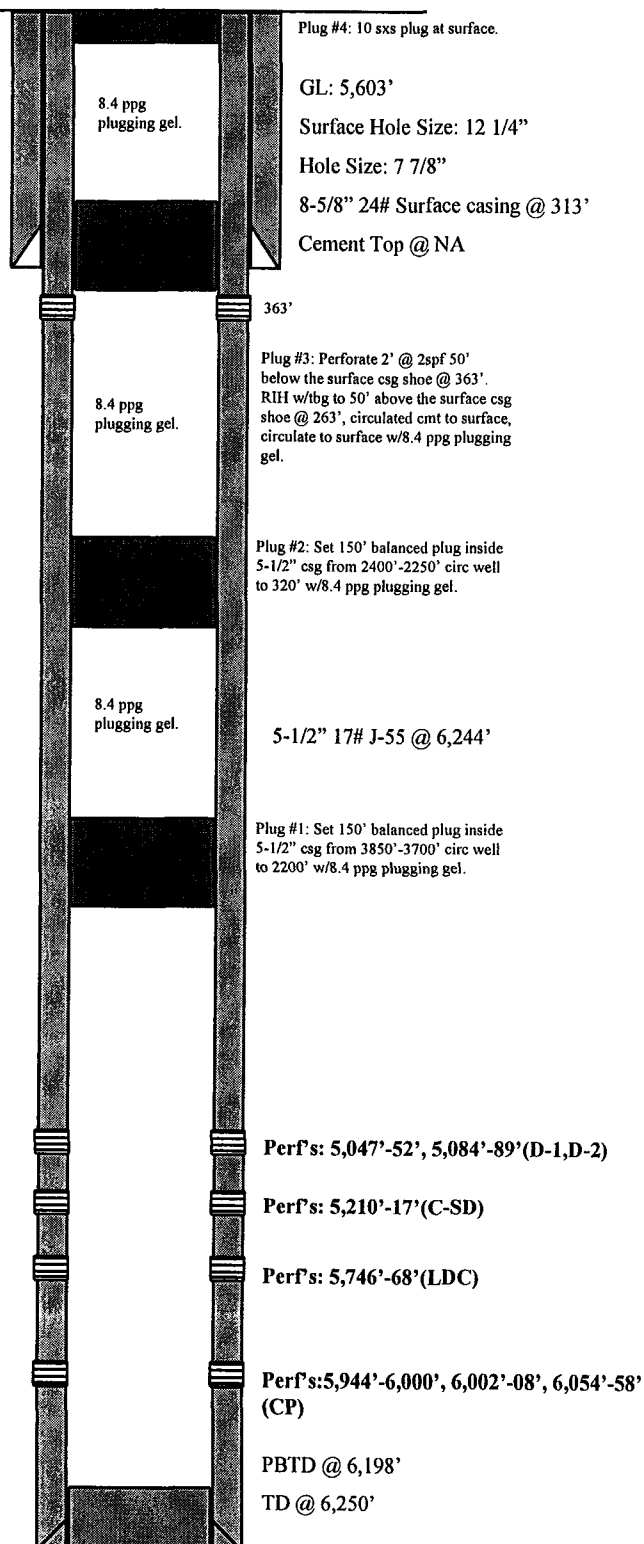 Plug #4: 10 sxs plug at surface.
8.4 ppg
plugging gel.
GL: 5,603’
Surface Hole Size: 12 1/4”
Hole Size: 7 7/8”
8-5/8” 24# Surface casing @ 313’
Cement Top @ NA
363’
Plug #3: Perforate 2’ @ 2spf 50’
below the surface csg shoe @ 363’.
RIH w/tbg to 50’ above the surface csg
shoe @ 263’, circulated cmt to surface,
circulate to surface w/8.4 ppg plugging
gel.
8.4 ppg
plugging gel.
Plug #2: Set 150’ balanced plug inside
5-1/2” csg from 2400’-2250’ circ well
to 320’ w/8.4 ppg plugging gel.
8.4 ppg
plugging gel.
5-1/2” 17# J-55 @ 6,244’
Plug #1: Set 150’ balanced plug inside
5-1/2” csg from 3850’-3700’ circ well
to 2200’ w/8.4 ppg plugging gel.
Perf's: 5,047’-52’, 5,084’-89’(D-1,D-2)
Perf's: 5,210’-17’(C-SD)
Perf's: 5,746’-68’(LDC)
Perf's:5,944’-6,000’, 6,002’-08’, 6,054’-58’
(CP)
PBTD @ 6,198’
TD @ 6,250’